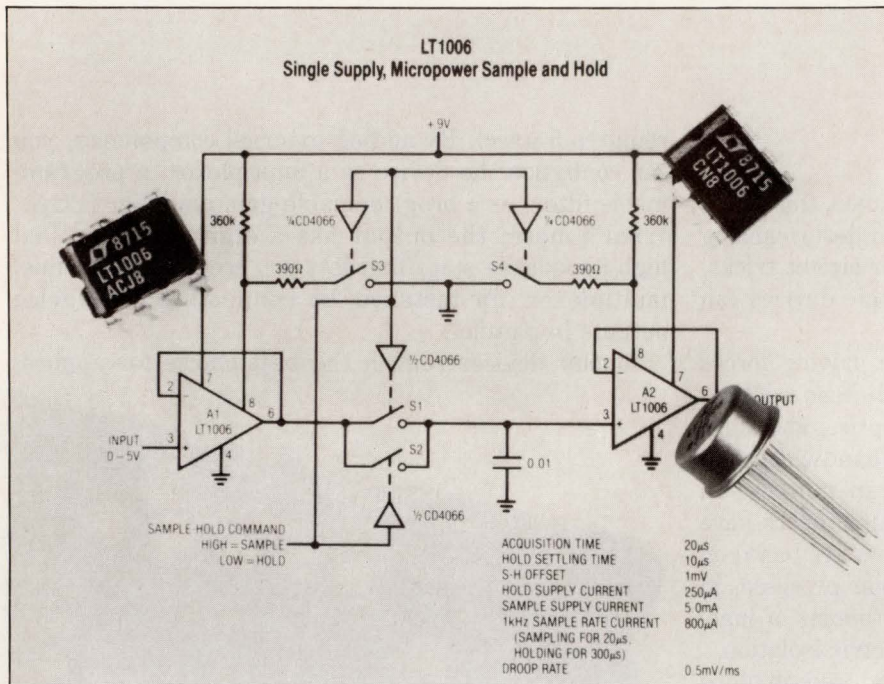 LT1006
Single Supply, Micropower Sample and Hold
+9V
8715
LT1006
ACJ8
8715
LT1006
CN8
360k
¼CD4066
¼CD4066
360k
390Ω
S3
S4
390Ω
½CD4066
2
7
8
A1
LT1006
6
3
+
4
INPUT
0–5V
S1
S2
½CD4066
0.01
2
8
7
A2
LT1006
6
3
+
4
OUTPUT
SAMPLE-HOLD COMMAND
HIGH = SAMPLE
LOW = HOLD
ACQUISITION TIME 20µS
HOLD SETTLING TIME 10µS
S-H OFFSET 1mV
HOLD SUPPLY CURRENT 250µA
SAMPLE SUPPLY CURRENT 5.0mA
1kHz SAMPLE RATE CURRENT 800µA
(SAMPLING FOR 20µS,
HOLDING FOR 300µS)
DROOP RATE 0.5mV/ms